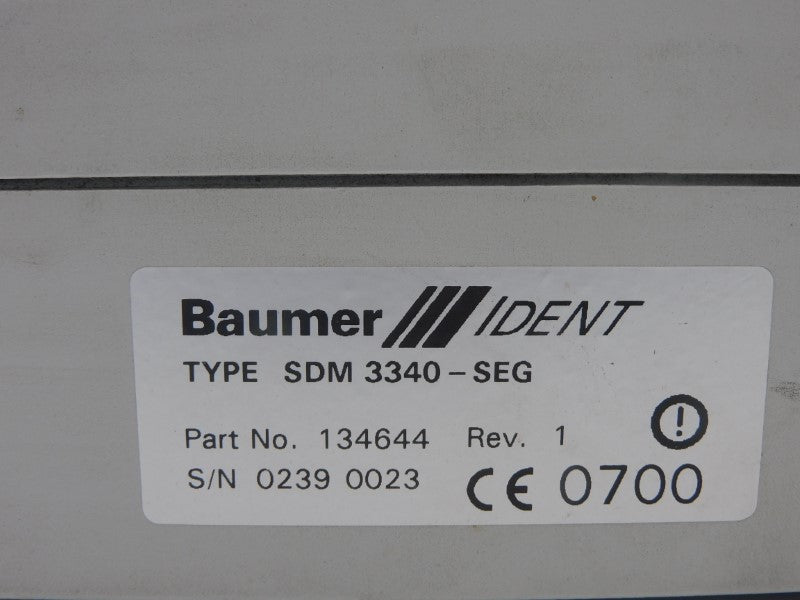 Baumer IDENT
TYPE SDM 3340-SEG
Part No. 134644 Rev. 1
S/N 0239 0023 CE 0700